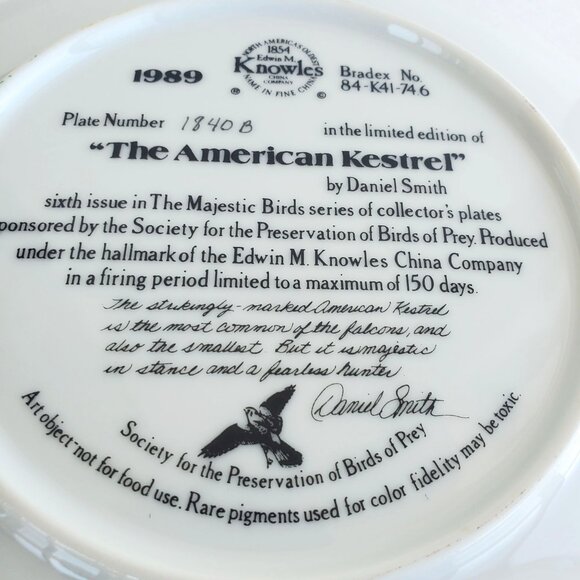 NORTH AMERICA'S OLDEST
1854
Edwin M.
Knowles
CHINA
COMPANY
NAME IN FINE CHINA
® ©
1989
Bradex No.
84-K41-74.6
Plate Number 1840B in the limited edition of
"The American Kestrel"
by Daniel Smith
sixth issue in The Majestic Birds series of collector's plates
ponsored by the Society for the Preservation of Birds of Prey. Produced
under the hallmark of the Edwin M. Knowles China Company
in a firing period limited to a maximum of 150 days.
The strikingly-marked American Kestrel
is the most common of the falcons, and
also the smallest. But it is majestic
in stance and a fearless hunter
Daniel Smith
Society for the Preservation of Birds of Prey
Art object-not for food use. Rare pigments used for color fidelity may be toxic.